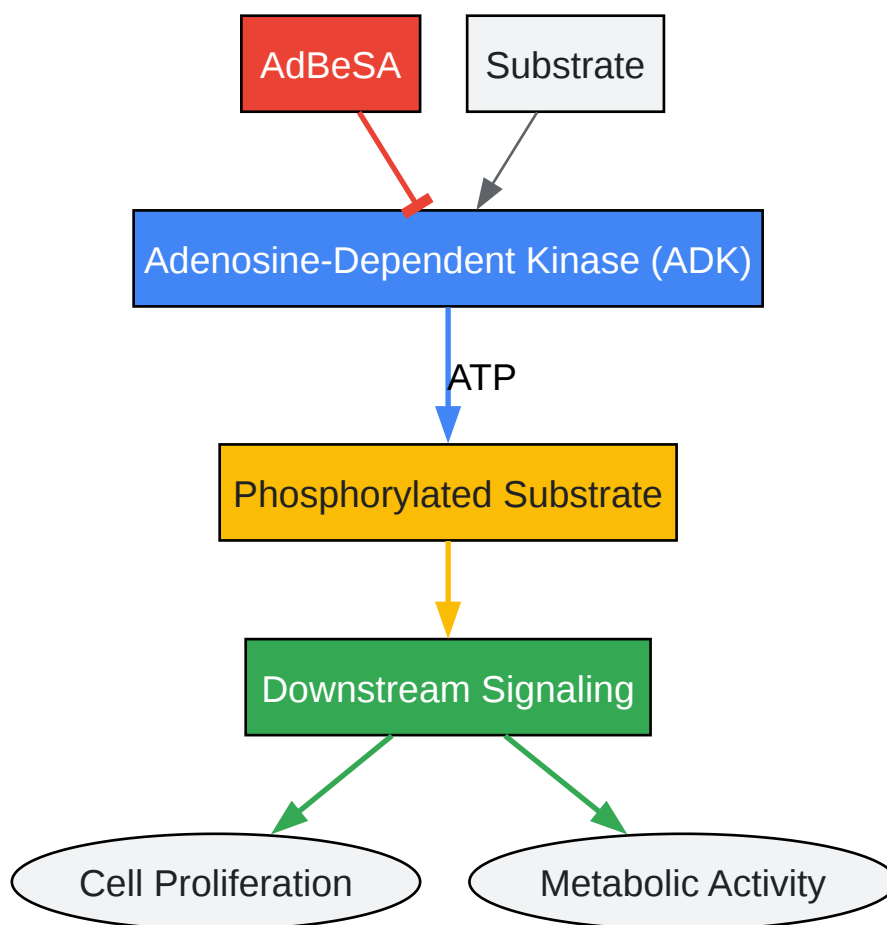 AdBeSA
Substrate
Adenosine-Dependent Kinase (ADK)
ATP
Phosphorylated Substrate
Downstream Signaling
Cell Proliferation
Metabolic Activity